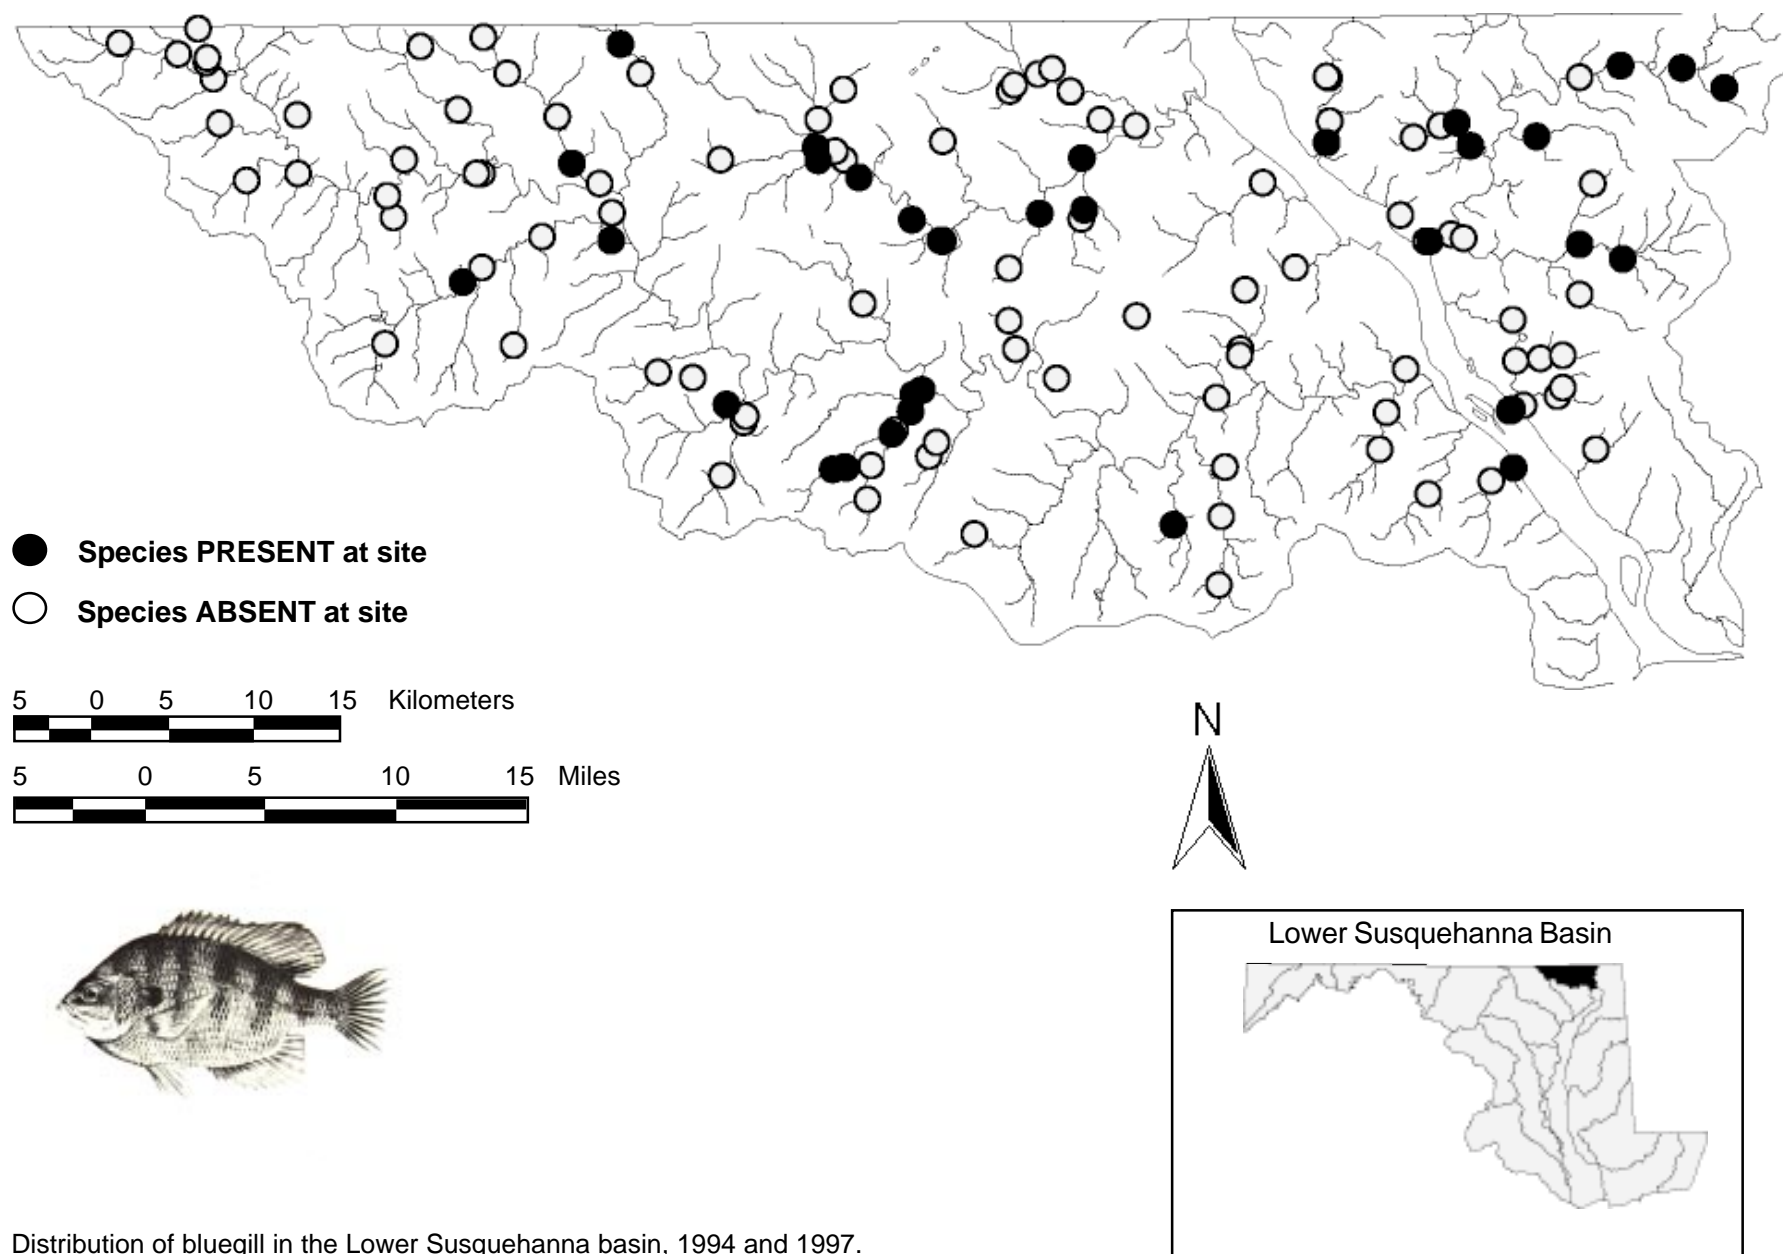 Species PRESENT at site
Species ABSENT at site
5 0 5 10 15 Kilometers
5 0 5 10 15 Miles
N
Lower Susquehanna Basin
Distribution of bluegill in the Lower Susquehanna basin, 1994 and 1997.